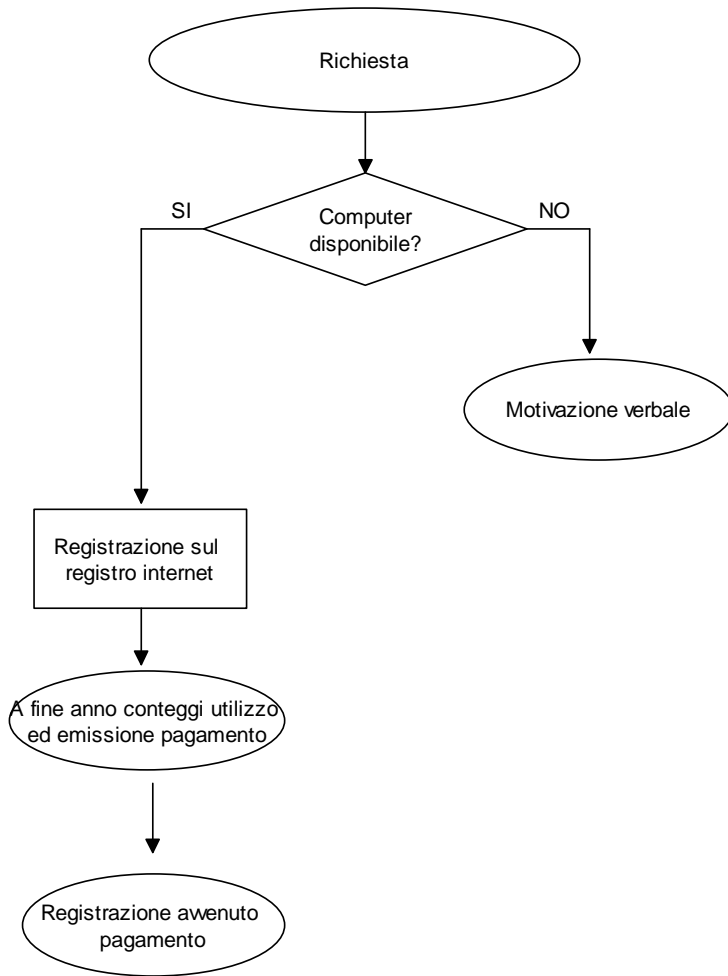 Richiesta
SI
Computer
disponibile?
NO
Motivazione verbale
Registrazione sul
registro internet
A fine anno conteggi utilizzo
ed emissione pagamento
Registrazione avvenuto
pagamento